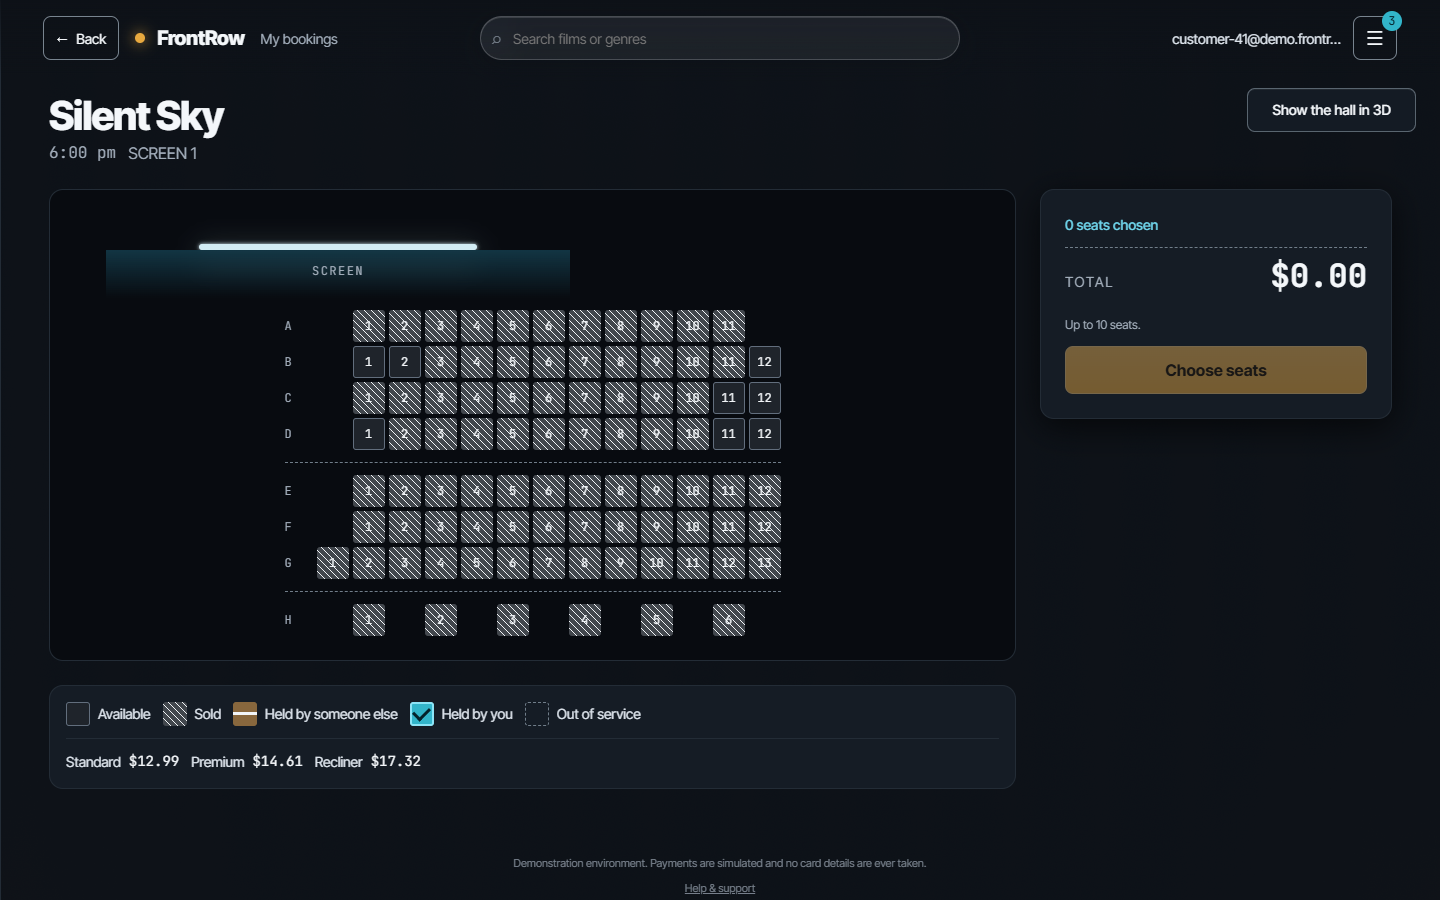 ← Back
FrontRow
My bookings
Search films or genres
customer-41@demo.frontr...
3
Silent Sky
6:00 pm SCREEN 1
Show the hall in 3D
SCREEN
A 1 2 3 4 5 6 7 8 9 10 11
B 1 2 3 4 5 6 7 8 9 10 11 12
C 1 2 3 4 5 6 7 8 9 10 11 12
D 1 2 3 4 5 6 7 8 9 10 11 12
E 1 2 3 4 5 6 7 8 9 10 11 12
F 1 2 3 4 5 6 7 8 9 10 11 12
G 1 2 3 4 5 6 7 8 9 10 11 12 13
H 1 2 3 4 5 6
0 seats chosen
TOTAL $0.00
Up to 10 seats.
Choose seats
Available Sold Held by someone else Held by you Out of service
Standard $12.99 Premium $14.61 Recliner $17.32
Demonstration environment. Payments are simulated and no card details are ever taken.
Help & support